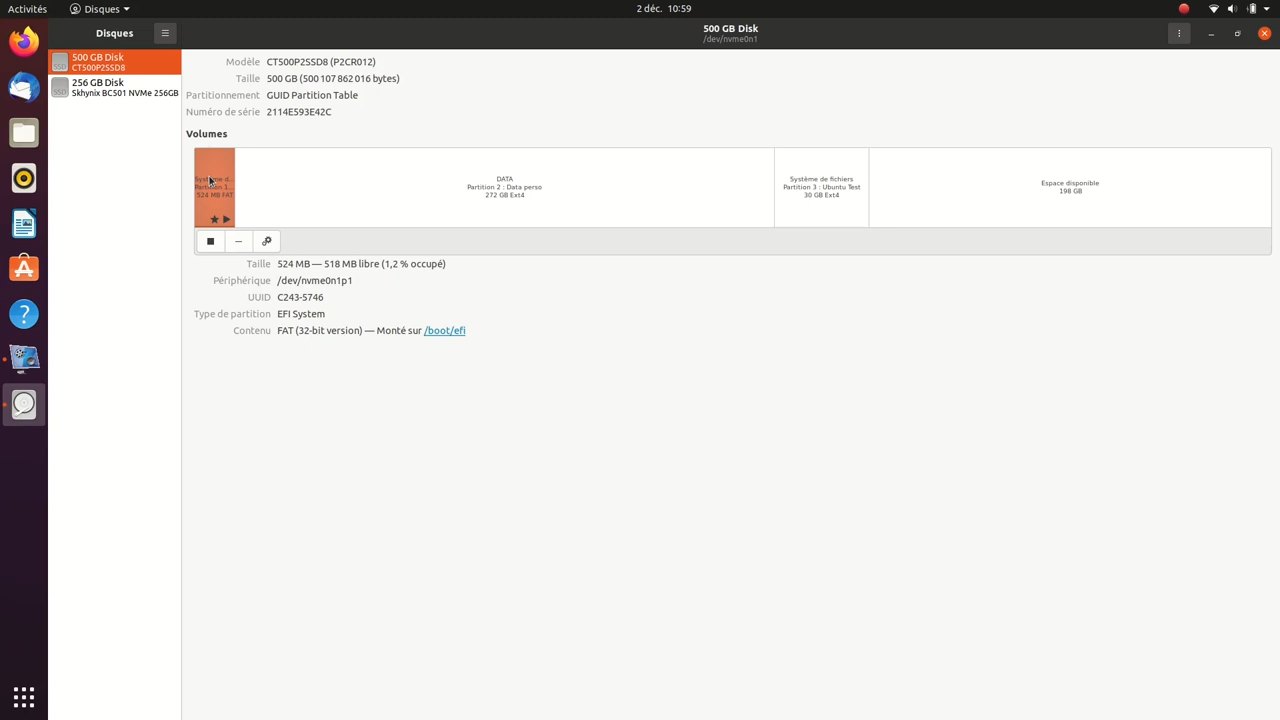 Activités
Disques
2 déc. 10:59
Disques
500 GB Disk
/dev/nvme0n1
500 GB Disk
CT500P2SSD8
256 GB Disk
Skhynix BC501 NVMe 256GB
SSD
SSD
Modèle CT500P2SSD8 (P2CR012)
Taille 500 GB (500 107 862 016 bytes)
Partitionnement GUID Partition Table
Numéro de série 2114E593E42C
Volumes
Système d...
Partition 1...
524 MB FAT
DATA
Partition 2 : Data perso
272 GB Ext4
Système de fichiers
Partition 3 : Ubuntu Test
30 GB Ext4
Espace disponible
198 GB
Taille 524 MB — 518 MB libre (1,2 % occupé)
Périphérique /dev/nvme0n1p1
UUID C243-5746
Type de partition EFI System
Contenu FAT (32-bit version) — Monté sur /boot/efi